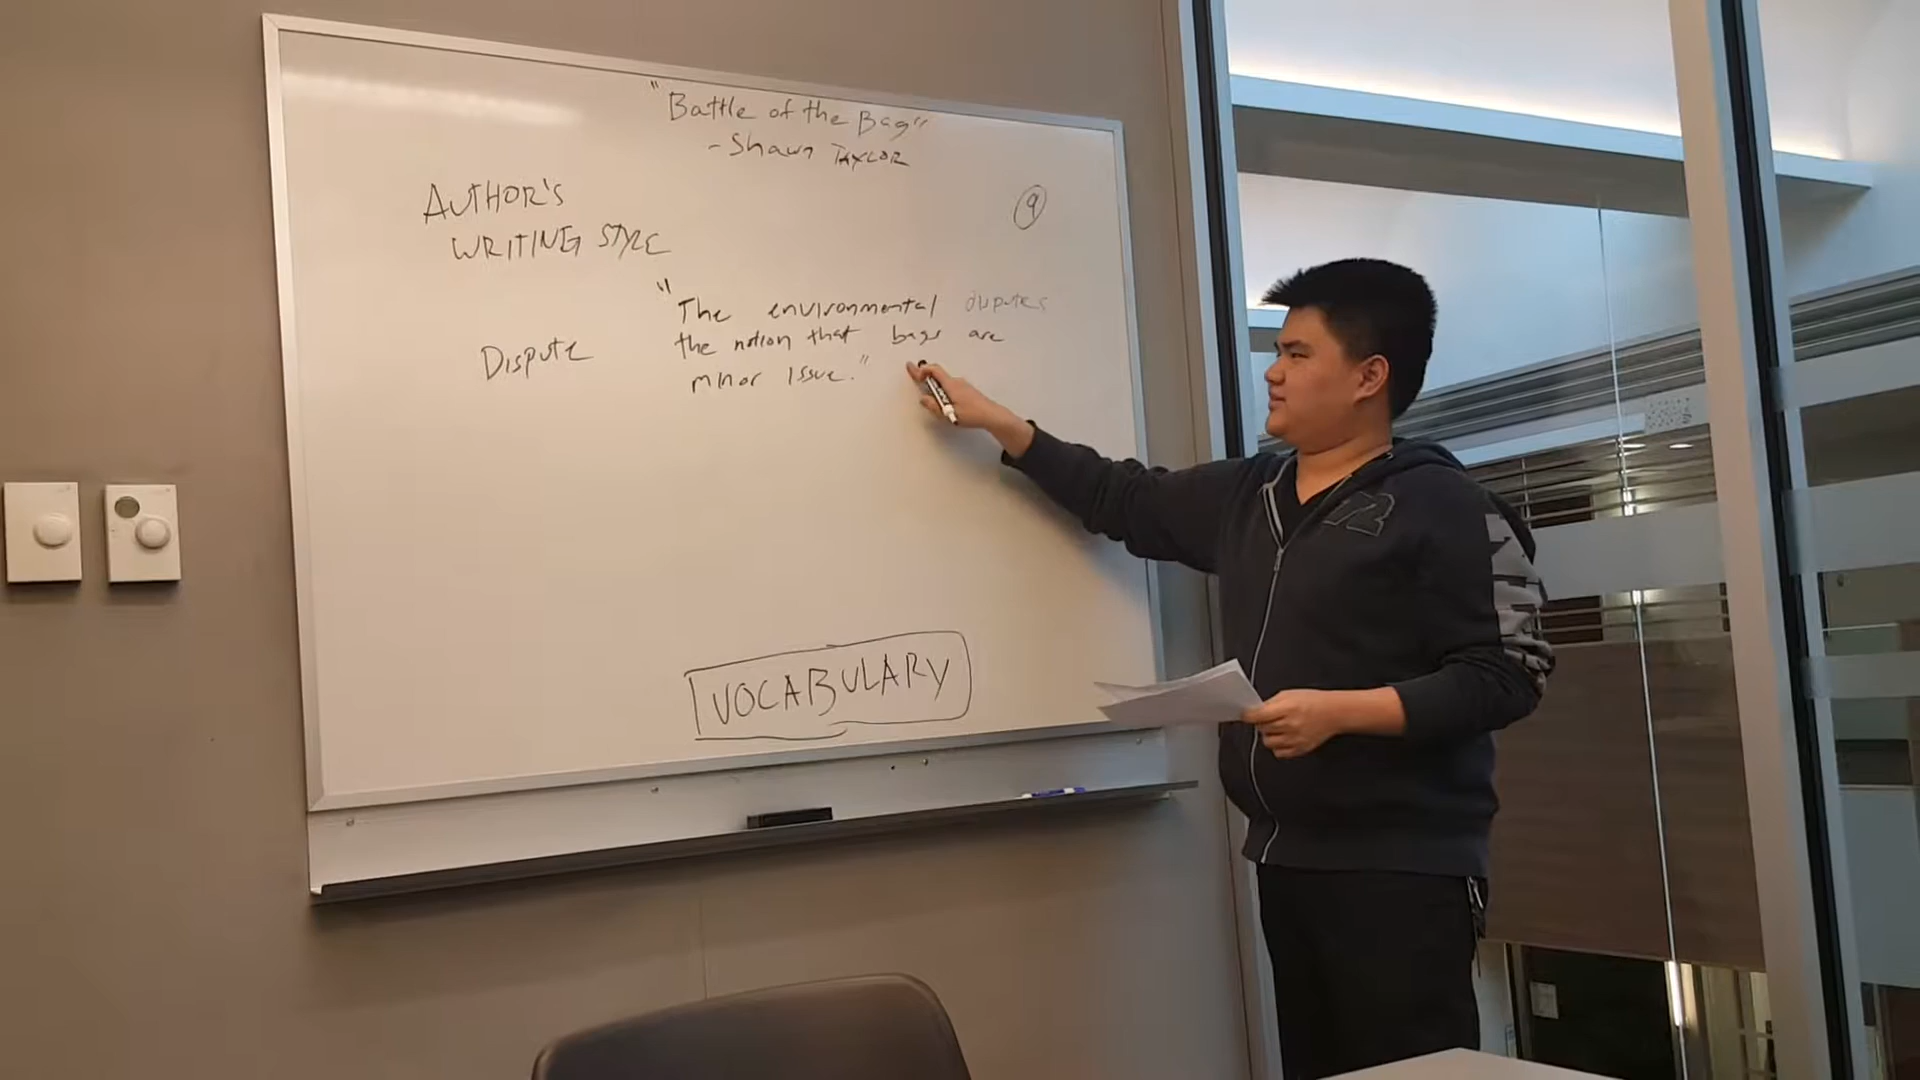 "Battle of the Bag"
- Shawn TAYLOR
AUTHOR'S
WRITING STYLE
9
"The environmental disputes
the notion that bags are
minor issue."
Dispute
VOCABULARY